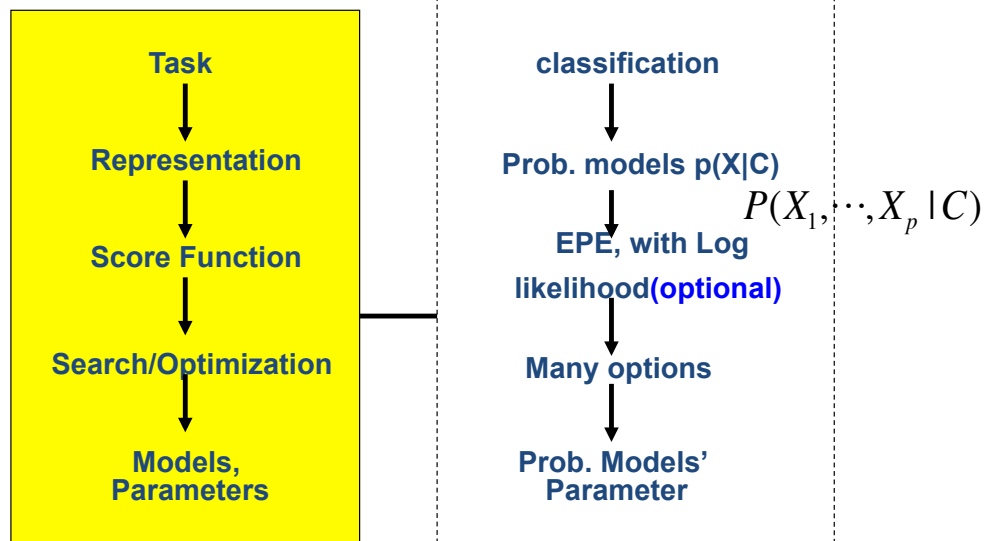 Task
Representation
Score Function
Search/Optimization
Models,
Parameters
classification
Prob. models p(X|C)
P(X₁,⋯,Xₚ | C)
EPE, with Log
likelihood(optional)
Many options
Prob. Models’
Parameter